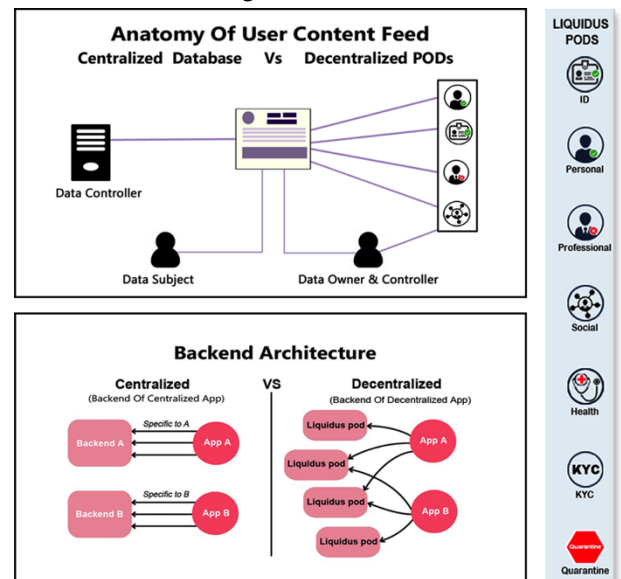 Anatomy Of User Content Feed
Centralized Database Vs Decentralized PODs
Data Controller
Data Subject
Data Owner & Controller
Backend Architecture
Centralized
VS
Decentralized
(Backend Of Centralized App)
(Backend Of Decentralized App)
Backend A
Specific to A
App A
Backend B
Specific to B
App B
Liquidus pod
Liquidus pod
Liquidus pod
Liquidus pod
App A
App B
LIQUIDUS
PODS
ID
Personal
Professional
Social
Health
KYC
KYC
Quarantine
Quarantine